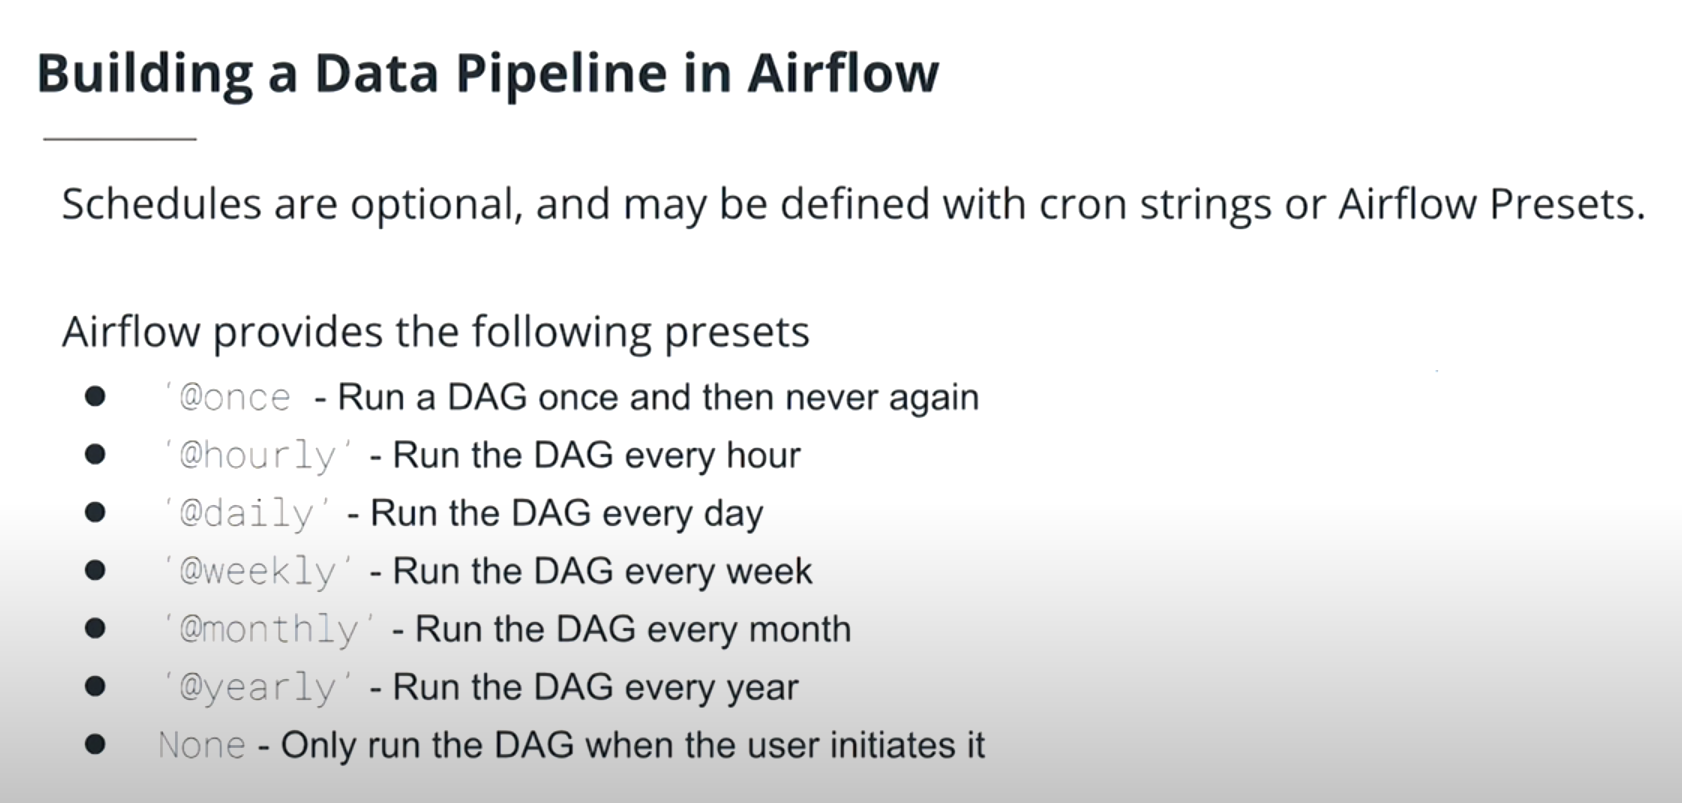 Building a Data Pipeline in Airflow
Schedules are optional, and may be defined with cron strings or Airflow Presets.
Airflow provides the following presets
● '@once - Run a DAG once and then never again
● '@hourly' - Run the DAG every hour
● '@daily' - Run the DAG every day
● '@weekly' - Run the DAG every week
● '@monthly' - Run the DAG every month
● '@yearly' - Run the DAG every year
● None - Only run the DAG when the user initiates it